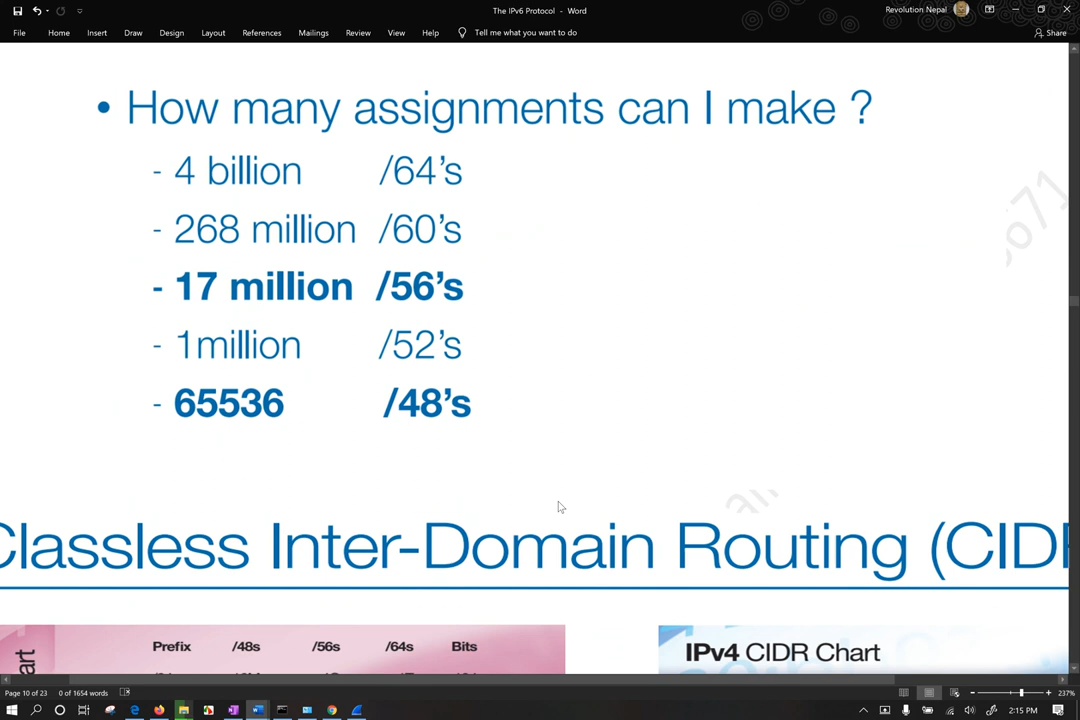 The IPv6 Protocol - Word
Revolution Nepal
File Home Insert Draw Design Layout References Mailings Review View Help Tell me what you want to do
Share
• How many assignments can I make ?
- 4 billion /64's
- 268 million /60's
- 17 million /56's
- 1million /52's
- 65536 /48's
Classless Inter-Domain Routing (CIDR
Prefix /48s /56s /64s Bits
IPv4 CIDR Chart
Page 10 of 23 0 of 1654 words
237%
2:15 PM